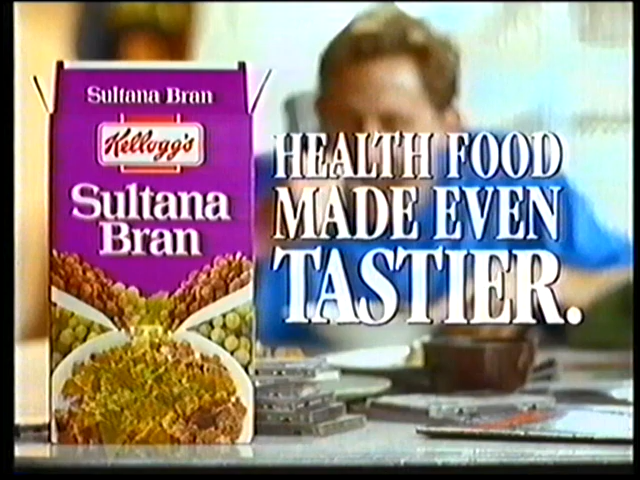 Sultana Bran
Kellogg's
Sultana
Bran
HEALTH FOOD
MADE EVEN
TASTIER.